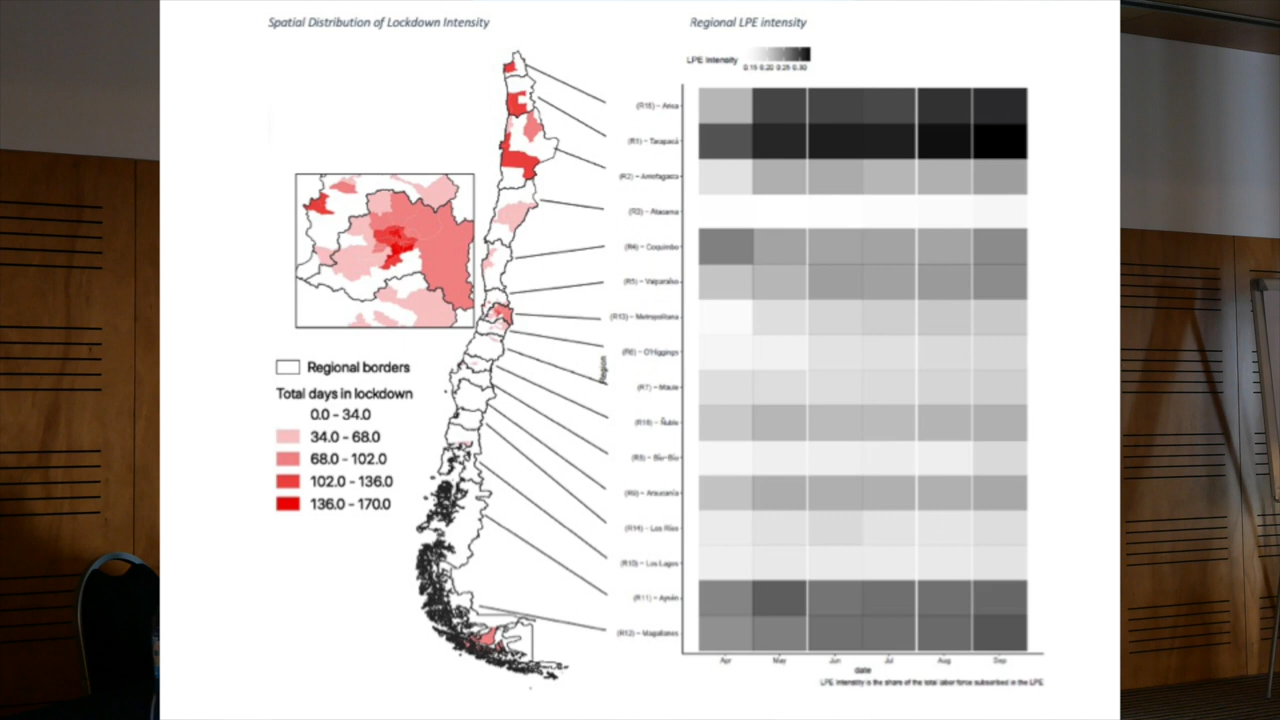 Spatial Distribution of Lockdown Intensity
Regional LPE intensity
LPE Intensity
0.15 0.20 0.25 0.30
Regional borders
Total days in lockdown
0.0 - 34.0
34.0 - 68.0
68.0 - 102.0
102.0 - 136.0
136.0 - 170.0
Region
(R15) - Arica
(R1) - Tarapacá
(R2) - Antofagasta
(R3) - Atacama
(R4) - Coquimbo
(R5) - Valparaíso
(R13) - Metropolitana
(R6) - O'Higgings
(R7) - Maule
(R16) - Ñuble
(R8) - Bío-Bío
(R9) - Araucanía
(R14) - Los Ríos
(R10) - Los Lagos
(R11) - Aysén
(R12) - Magallanes
Apr May Jun Jul Aug Sep
date
LPE Intensitiy is the share of the total labor force subscribed in the LPE